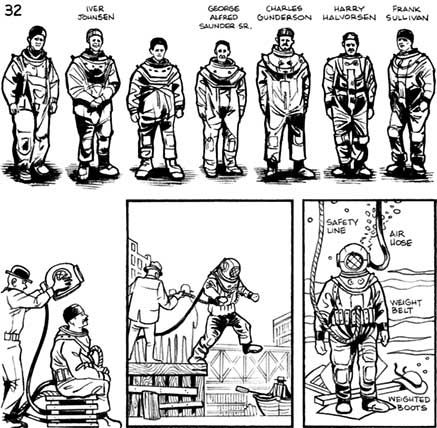 32
IVER
JOHNSEN
GEORGE
ALFRED
SAUNDER SR.
CHARLES
GUNDERSON
HARRY
HALVORSEN
FRANK
SULLIVAN
SAFETY
LINE
AIR
HOSE
WEIGHT
BELT
WEIGHTED
BOOTS